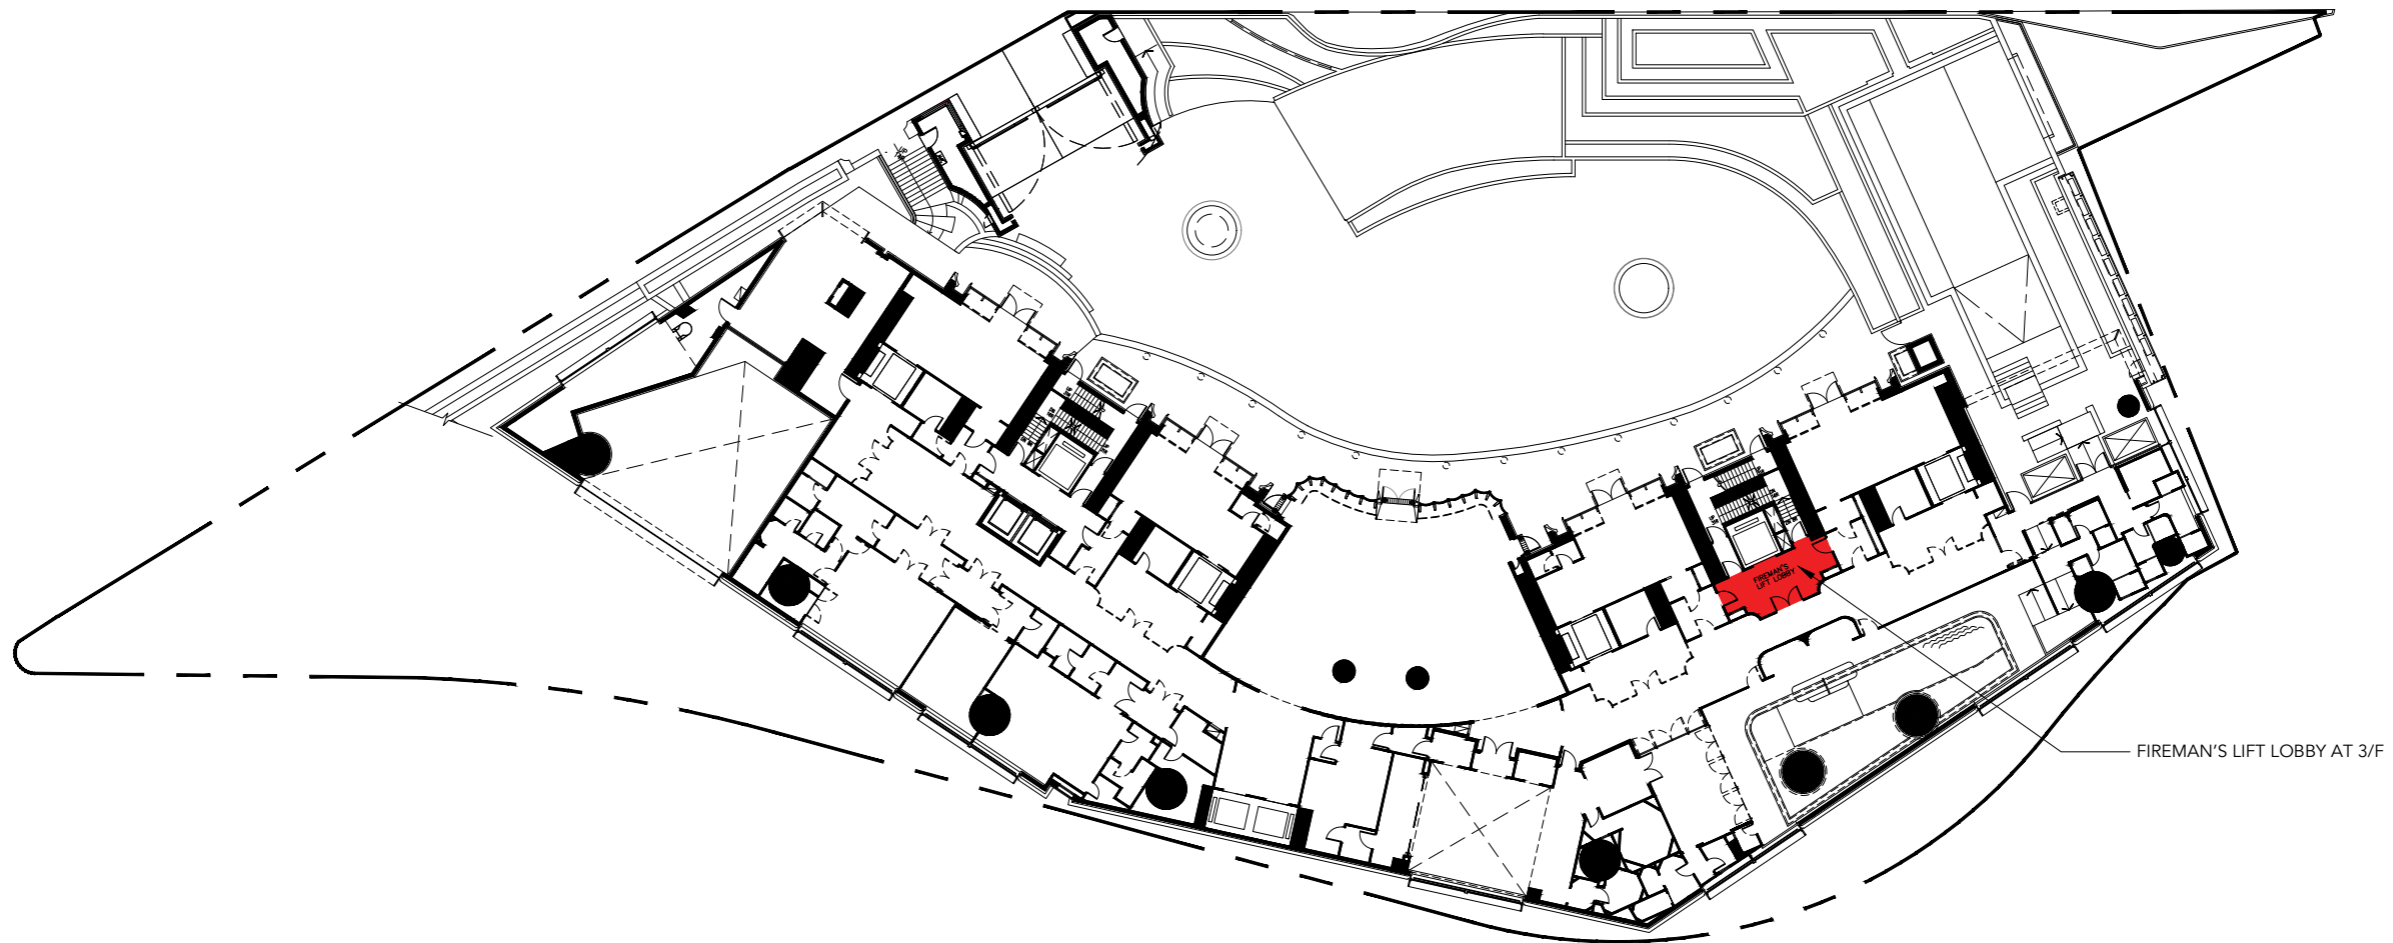 FIREMAN'S
LIFT LOBBY
FIREMAN'S LIFT LOBBY AT 3/F